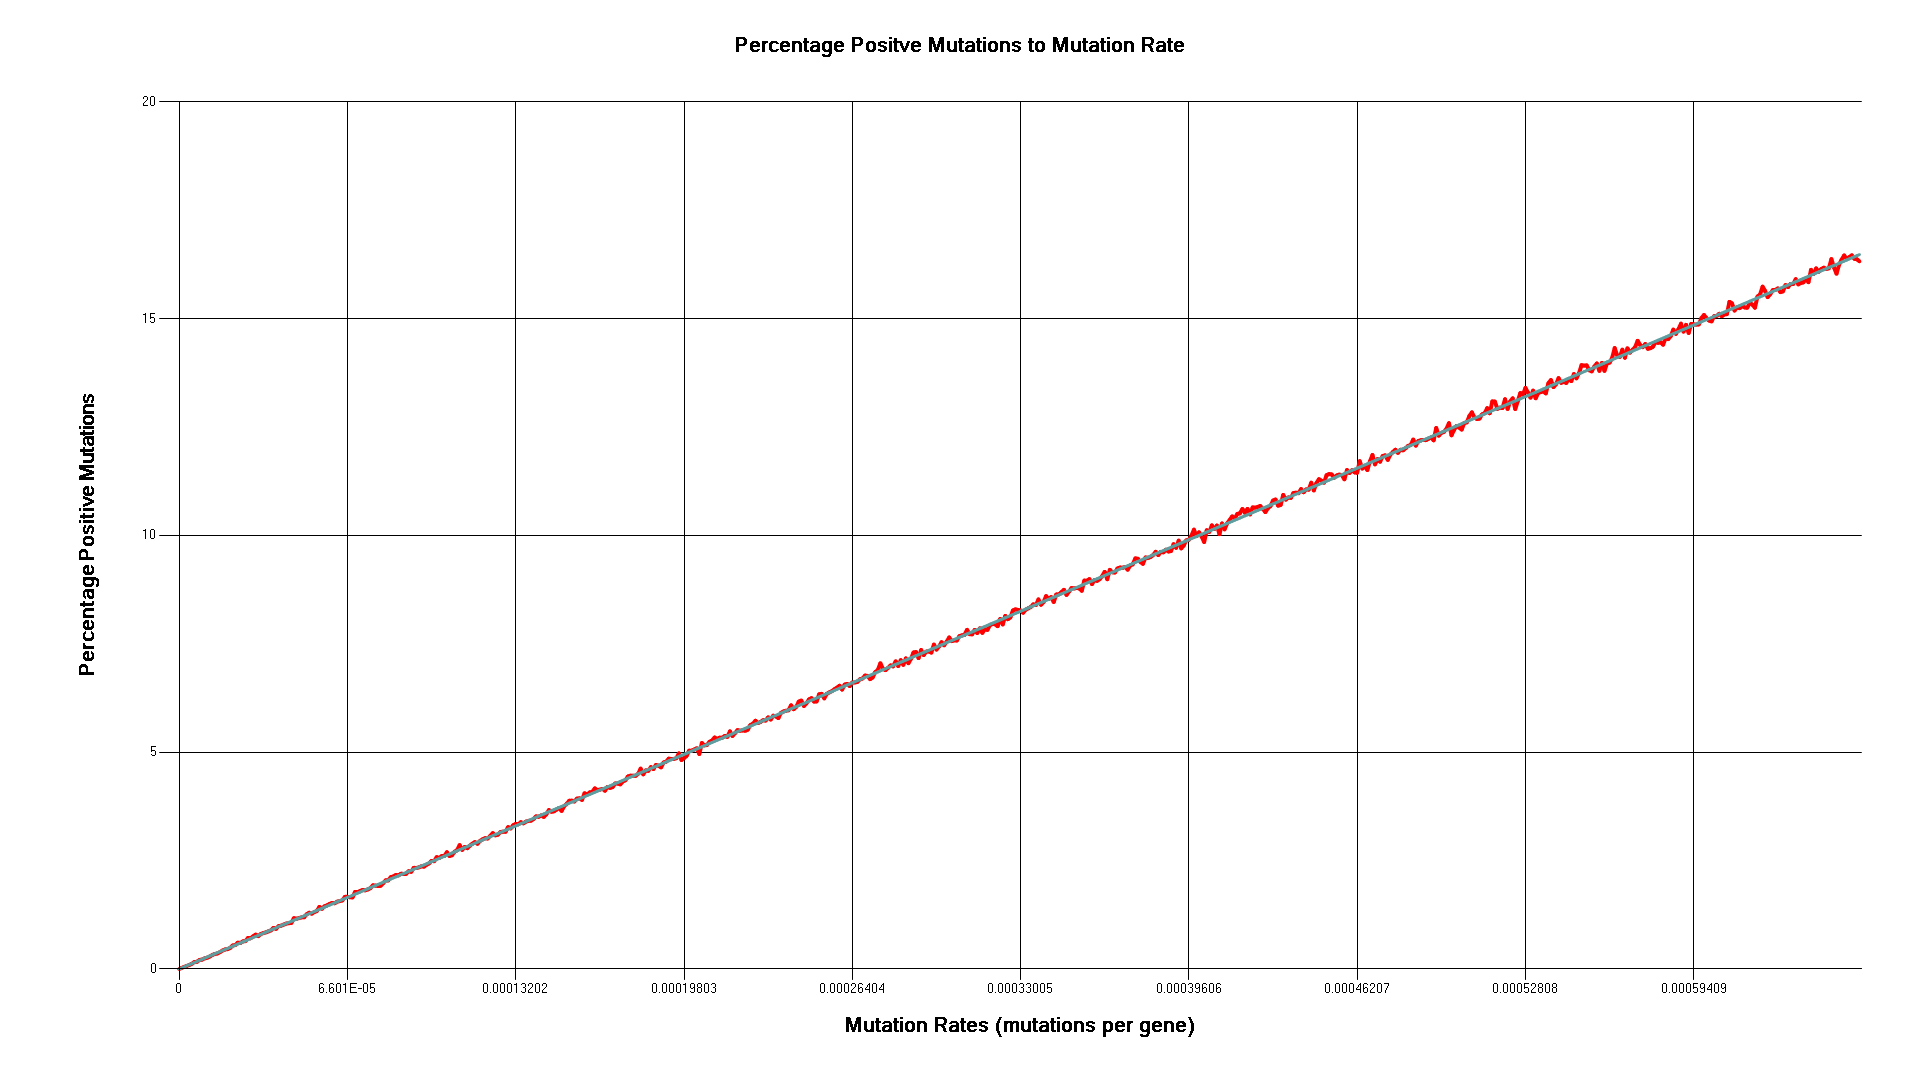 Percentage Positve Mutations to Mutation Rate
20
15
10
5
0
Percentage Positive Mutations
0 6.601E-05 0.00013202 0.00019803 0.00026404 0.00033005 0.00039606 0.00046207 0.00052808 0.00059409
Mutation Rates (mutations per gene)